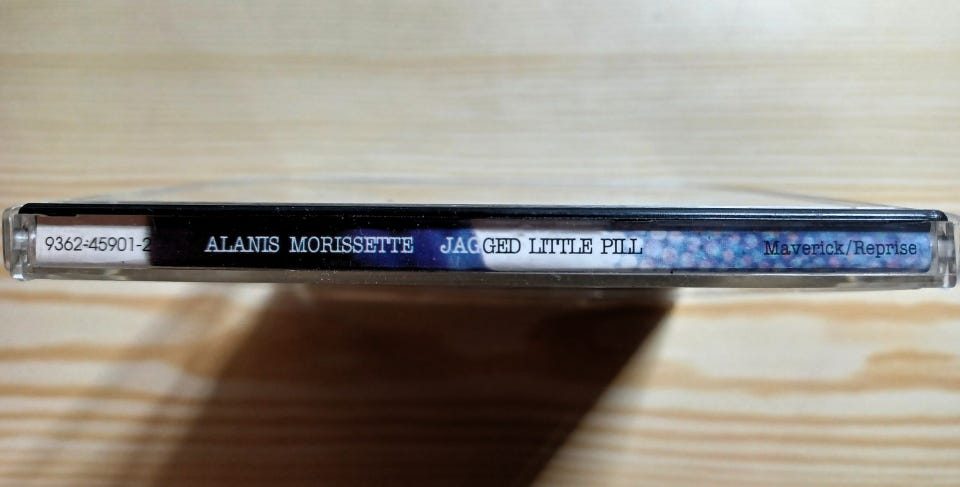 9362-45901-2 ALANIS MORISSETTE JAGGED LITTLE PILL Maverick/Reprise